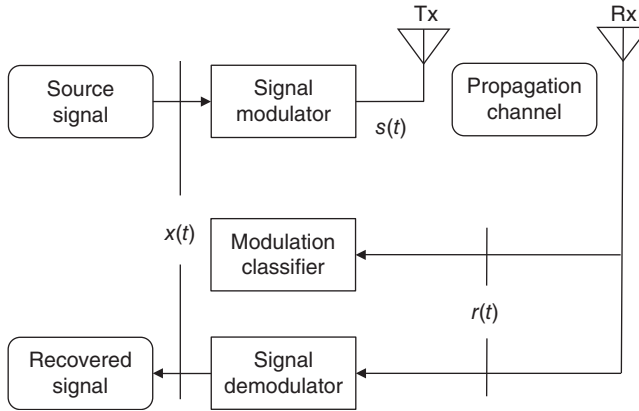 Tx
Rx
Source
signal
Signal
modulator
s(t)
Propagation
channel
x(t)
Modulation
classifier
r(t)
Recovered
signal
Signal
demodulator